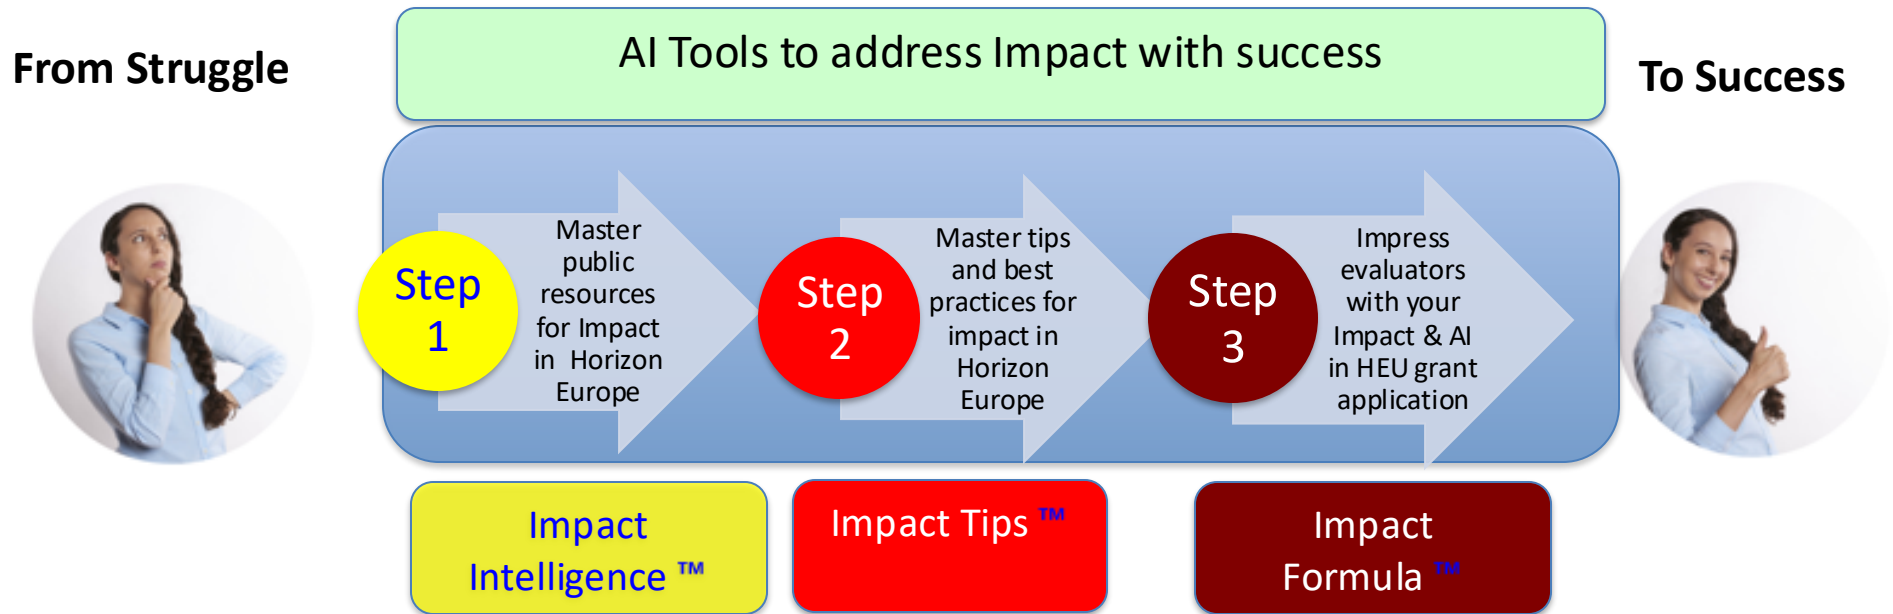 AI Tools to address Impact with success
From Struggle
To Success
Step
1
Master
public
resources
for Impact
in Horizon
Europe
Step
2
Master tips
and best
practices for
impact in
Horizon
Europe
Step
3
Impress
evaluators
with your
Impact & AI
in HEU grant
application
Impact
Intelligence ™
Impact Tips ™
Impact
Formula ™